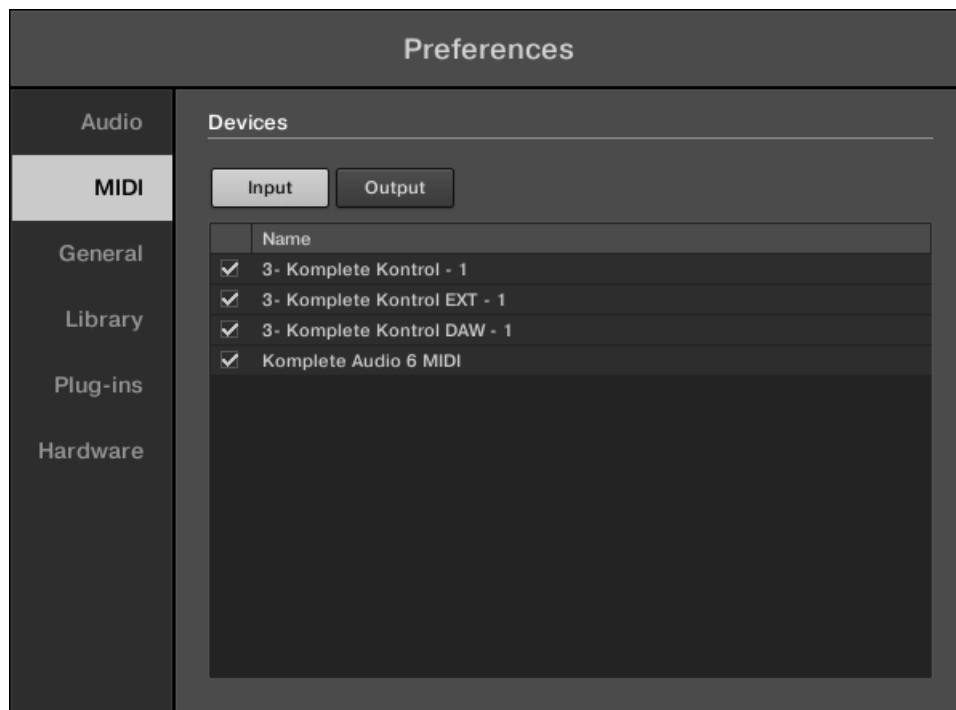 Preferences
Audio
MIDI
General
Library
Plug-ins
Hardware
Devices
Input Output
Name
3- Komplete Kontrol - 1
3- Komplete Kontrol EXT - 1
3- Komplete Kontrol DAW - 1
Komplete Audio 6 MIDI